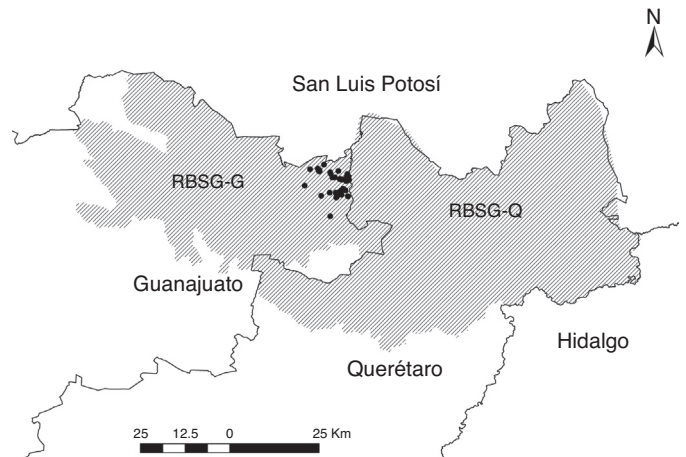 N
San Luis Potosí
RBSG-G
RBSG-Q
Guanajuato
Hidalgo
Querétaro
25 12.5 0 25 Km